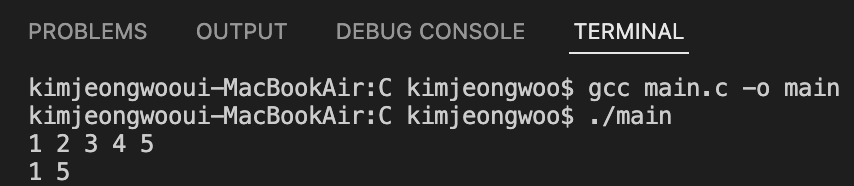 PROBLEMS OUTPUT DEBUG CONSOLE TERMINAL
kimjeongwooui-MacBookAir:C kimjeongwoo$ gcc main.c -o main
kimjeongwooui-MacBookAir:C kimjeongwoo$ ./main
1 2 3 4 5
1 5